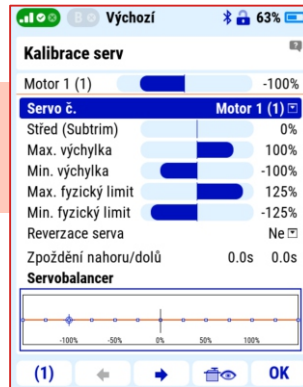 B Výchozí 63%
Kalibrace serv ?
Motor 1 (1) -100%
Servo č. Motor 1 (1)
Střed (Subtrim) 0%
Max. výchylka 100%
Min. výchylka -100%
Max. fyzický limit 125%
Min. fyzický limit -125%
Reverzace serva Ne
Zpoždění nahoru/dolů 0.0s 0.0s
Servobalancer
-100% -50% 0% 50% 100%
(1) OK